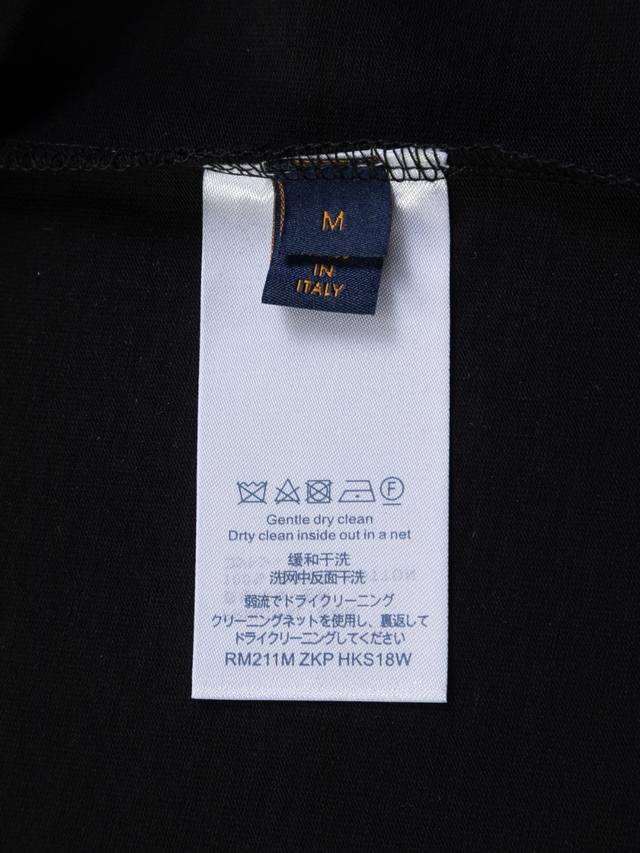 M
IN
ITALY
F
Gentle dry clean
Drty clean inside out in a net
缓和干洗
洗网中反面干洗
弱流でドライクリーニング
クリーニングネットを使用し、裏返して
ドライクリーニングしてください
RM211M ZKP HKS18W